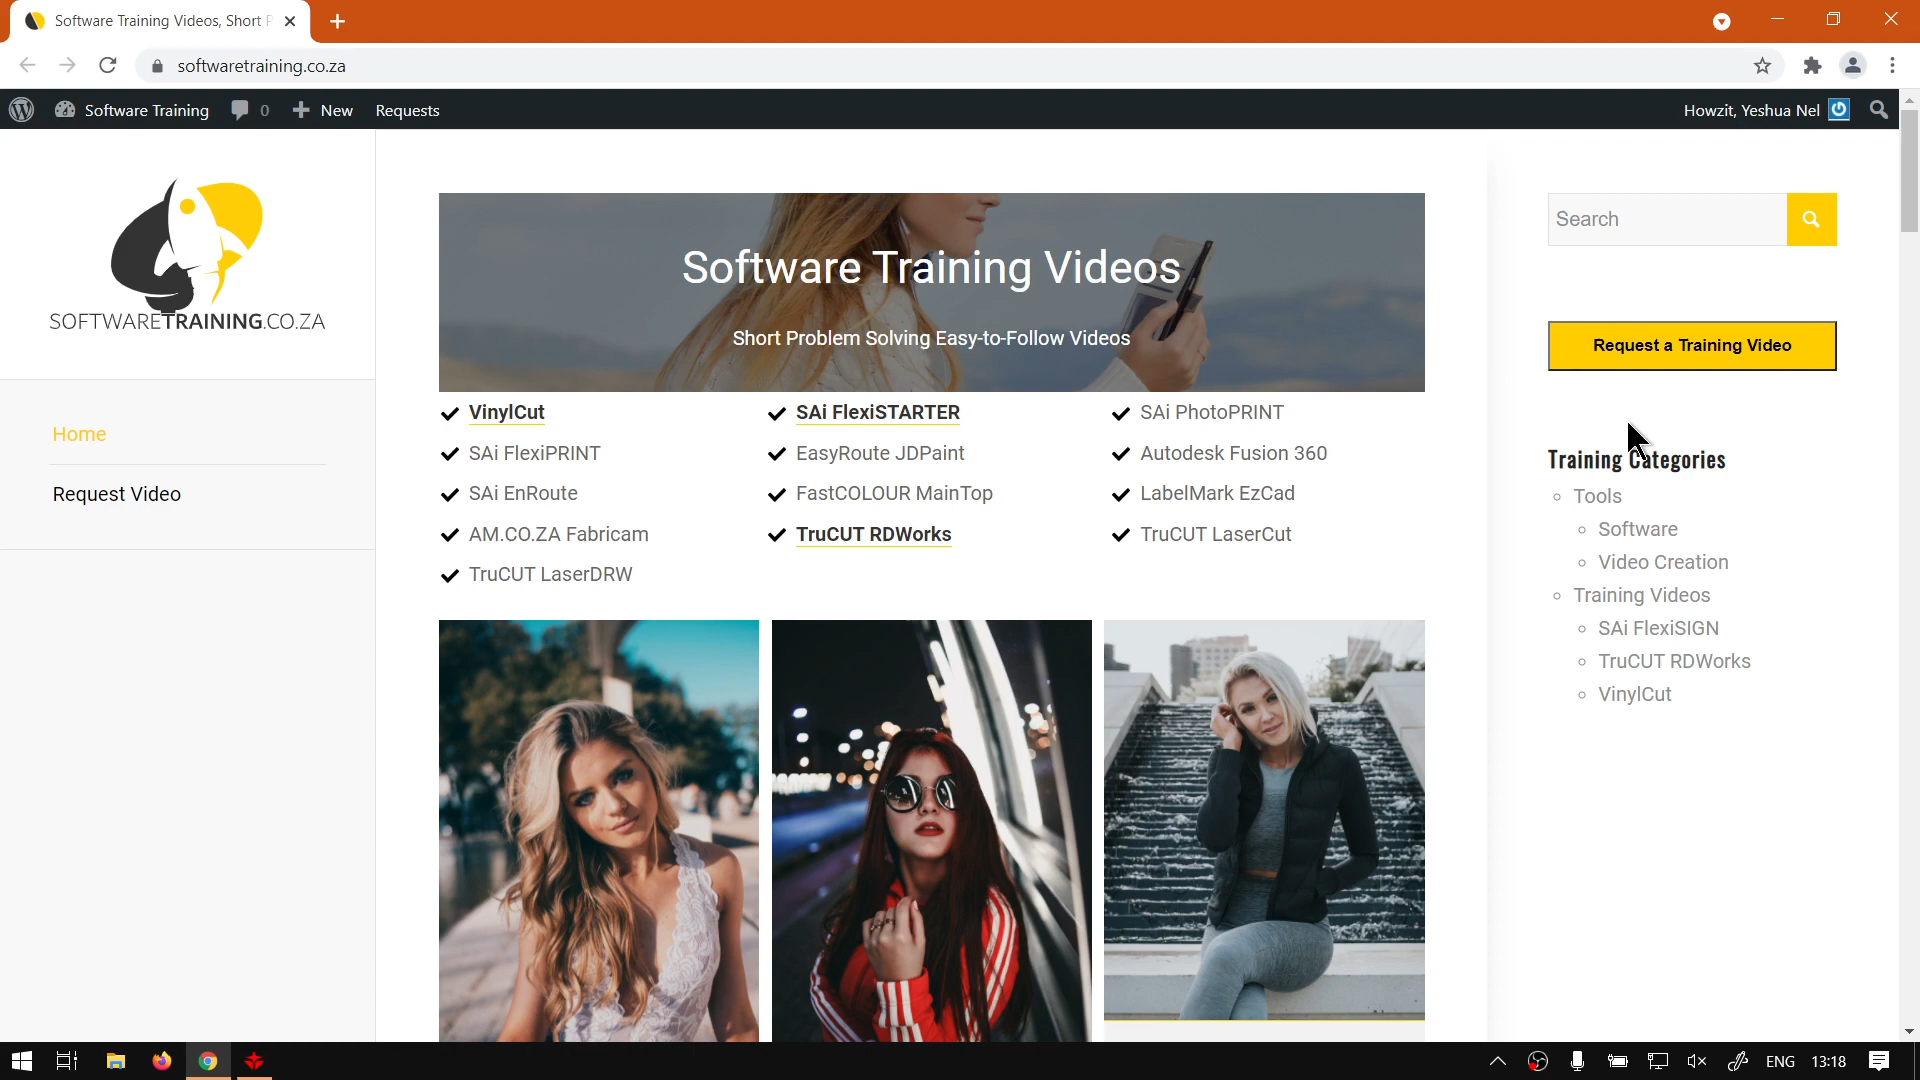 Software Training Videos, Short P
softwaretraining.co.za
Software Training 0 New Requests
Howzit, Yeshua Nel
SOFTWARETRAINING.CO.ZA
Home
Request Video
Software Training Videos
Short Problem Solving Easy-to-Follow Videos
VinylCut SAi FlexiSTARTER SAi PhotoPRINT
SAi FlexiPRINT EasyRoute JDPaint Autodesk Fusion 360
SAi EnRoute FastCOLOUR MainTop LabelMark EzCad
AM.CO.ZA Fabricam TruCUT RDWorks TruCUT LaserCut
TruCUT LaserDRW
Search
Request a Training Video
Training Categories
Tools
Software
Video Creation
Training Videos
SAi FlexiSIGN
TruCUT RDWorks
VinylCut
ENG 13:18